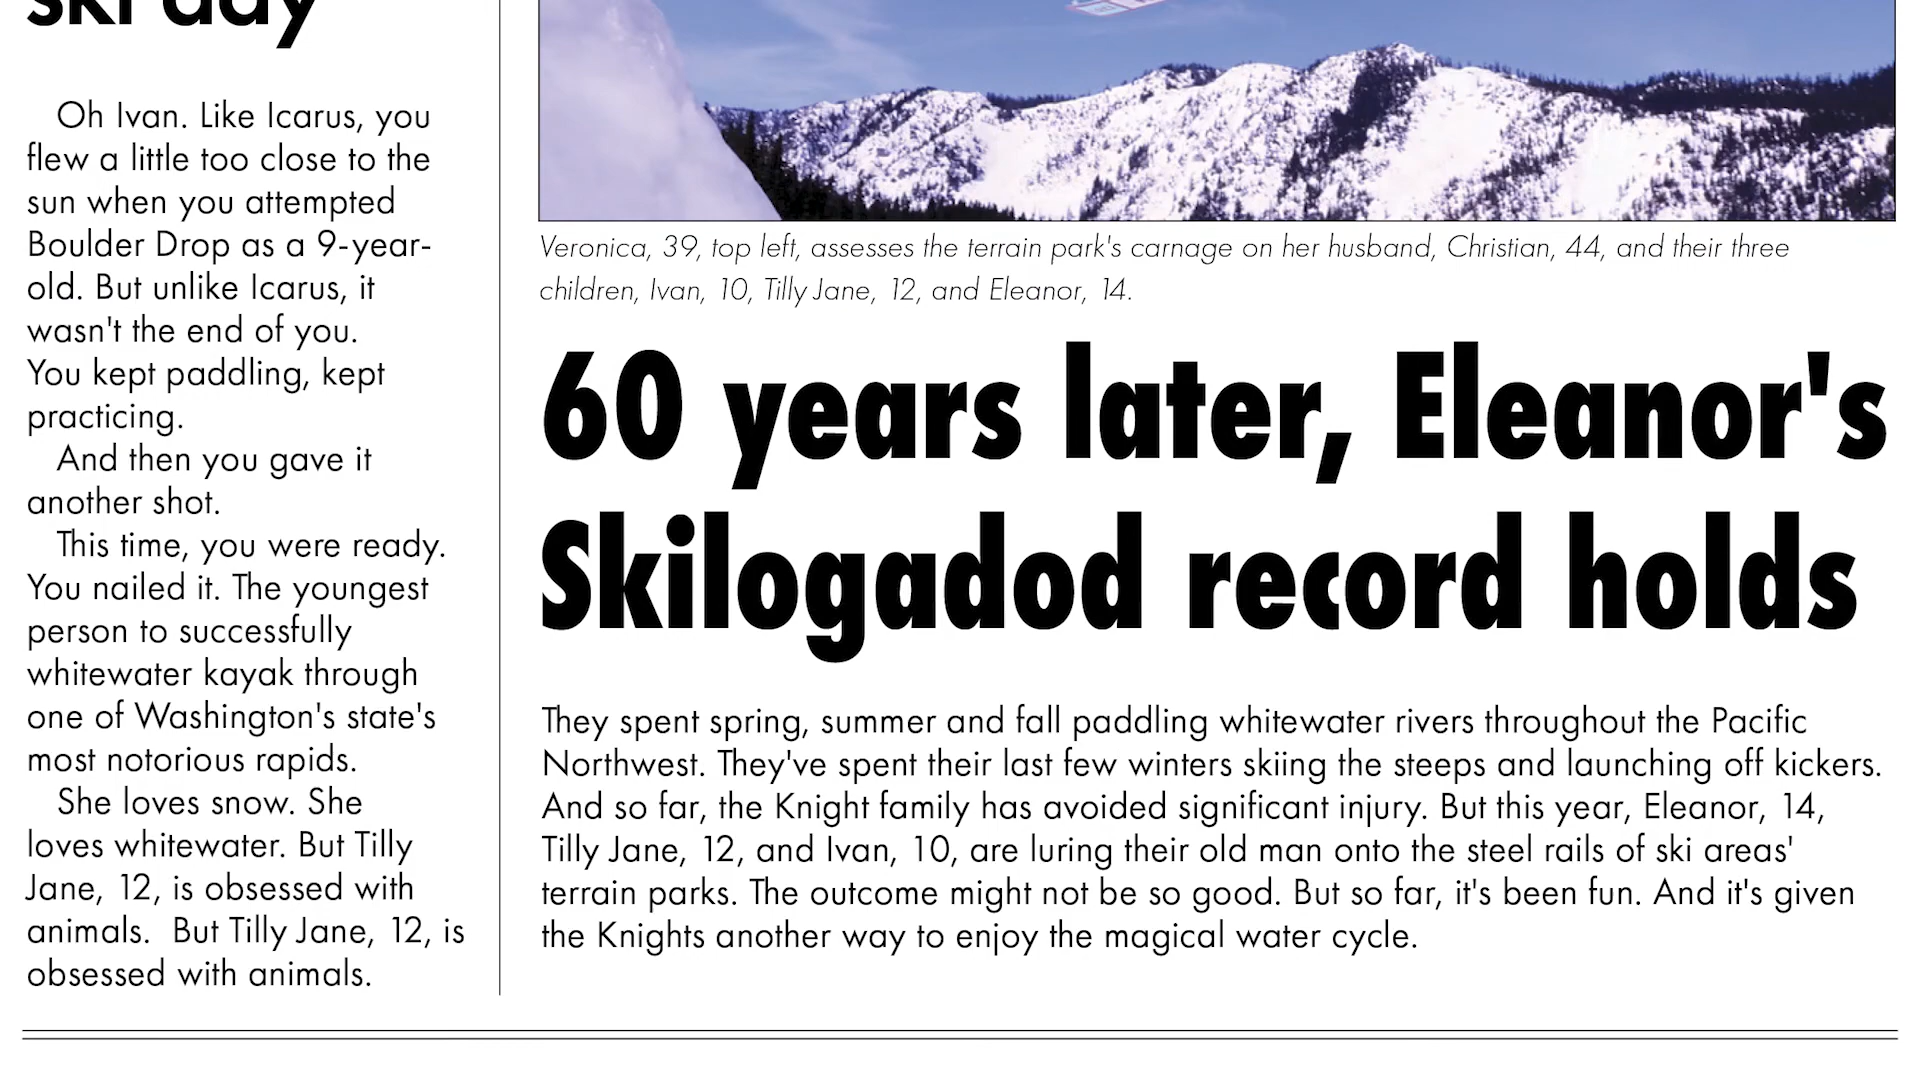 ski day
Oh Ivan. Like Icarus, you
flew a little too close to the
sun when you attempted
Boulder Drop as a 9-year-
old. But unlike Icarus, it
wasn't the end of you.
You kept paddling, kept
practicing.
And then you gave it
another shot.
This time, you were ready.
You nailed it. The youngest
person to successfully
whitewater kayak through
one of Washington's state's
most notorious rapids.
She loves snow. She
loves whitewater. But Tilly
Jane, 12, is obsessed with
animals.  But Tilly Jane, 12, is
obsessed with animals.
Veronica, 39, top left, assesses the terrain park's carnage on her husband, Christian, 44, and their three
children, Ivan, 10, Tilly Jane, 12, and Eleanor, 14.
60 years later, Eleanor's
Skilogadod record holds
They spent spring, summer and fall paddling whitewater rivers throughout the Pacific
Northwest. They've spent their last few winters skiing the steeps and launching off kickers.
And so far, the Knight family has avoided significant injury. But this year, Eleanor, 14,
Tilly Jane, 12, and Ivan, 10, are luring their old man onto the steel rails of ski areas'
terrain parks. The outcome might not be so good. But so far, it's been fun. And it's given
the Knights another way to enjoy the magical water cycle.